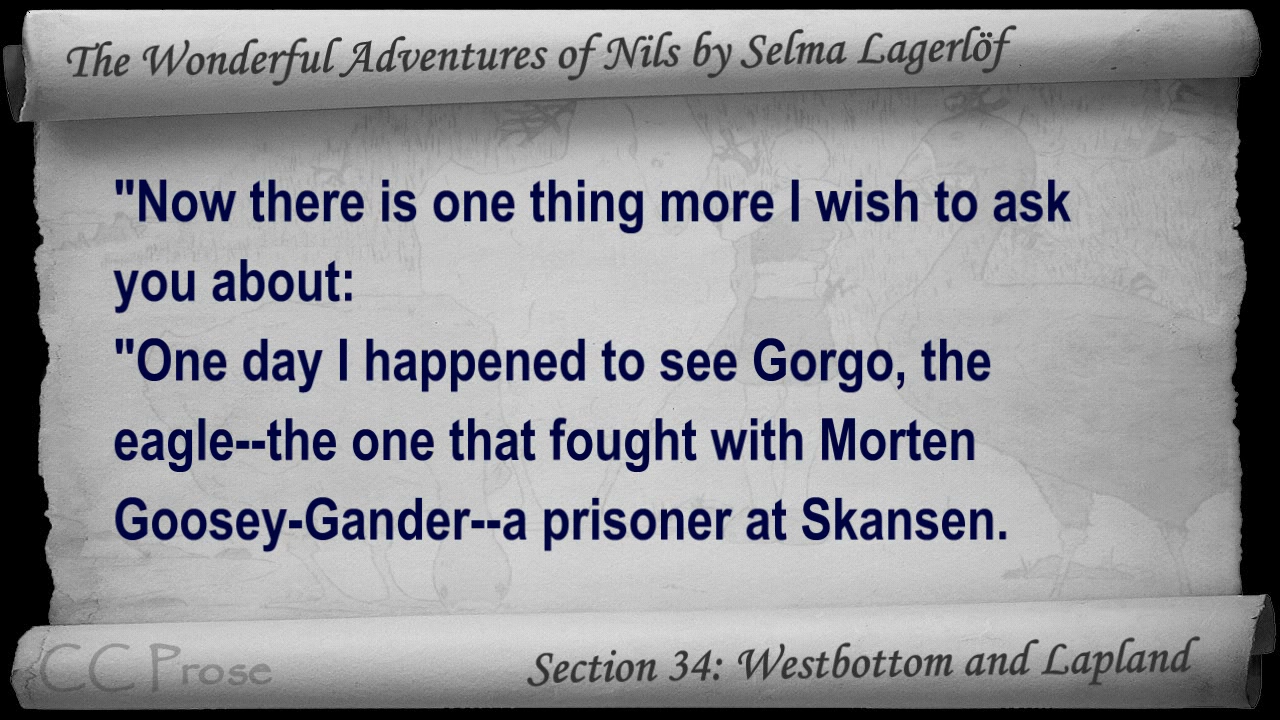 The Wonderful Adventures of Nils by Selma Lagerlöf
"Now there is one thing more I wish to ask
you about:
"One day I happened to see Gorgo, the
eagle--the one that fought with Morten
Goosey-Gander--a prisoner at Skansen.
CC Prose
Section 34: Westbottom and Lapland